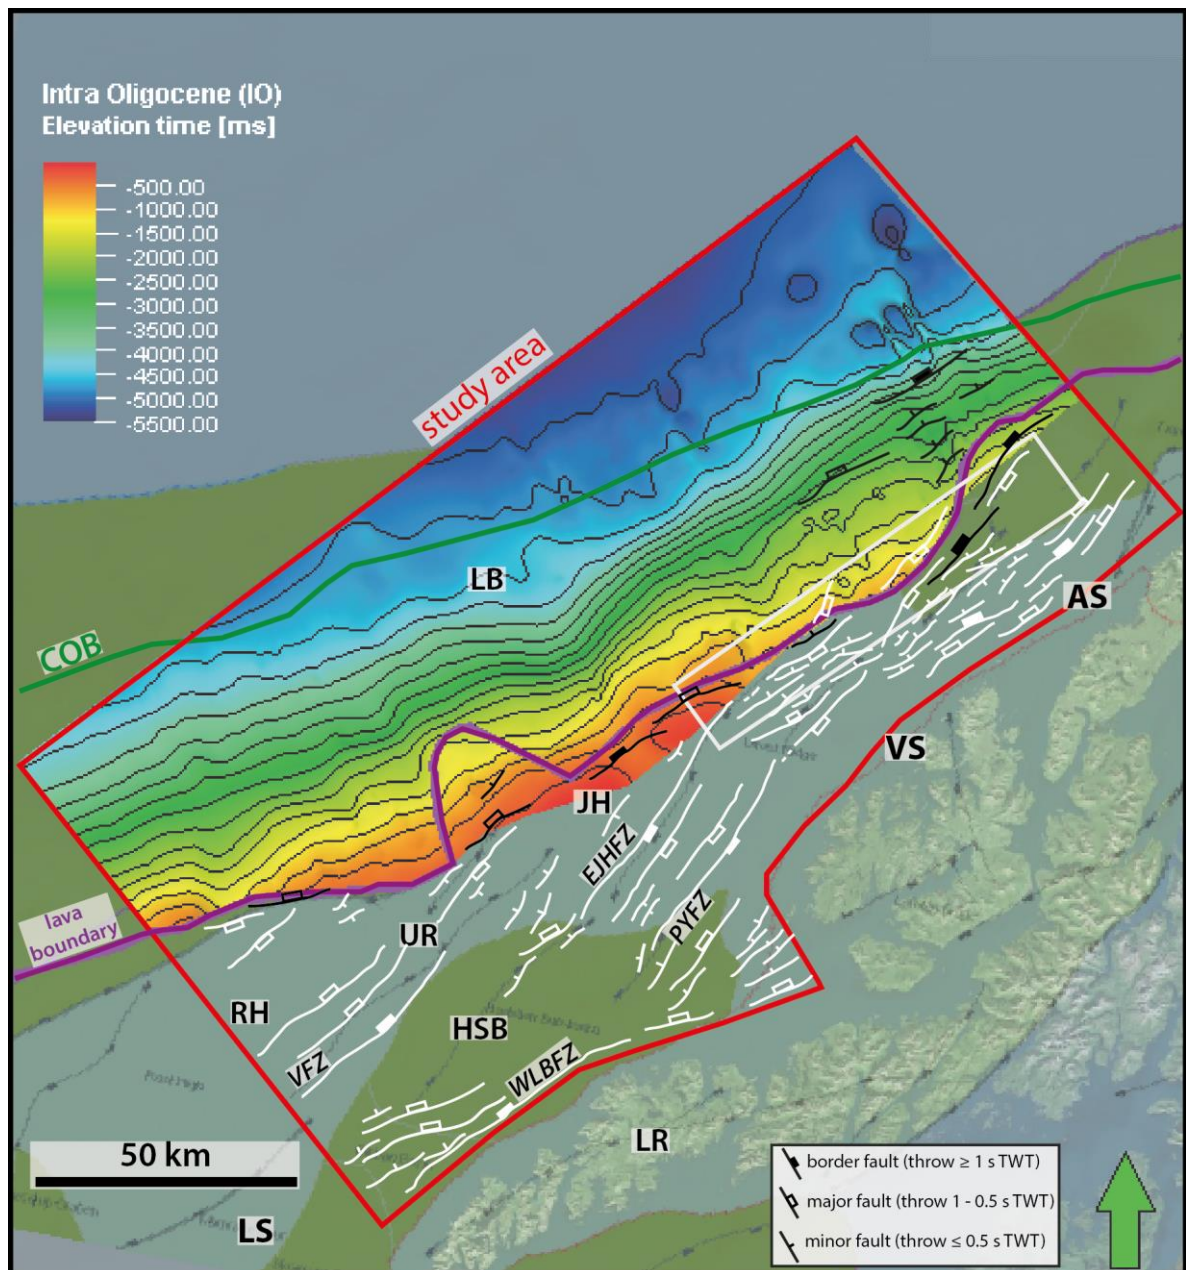 Intra Oligocene (IO)
Elevation time [ms]
-500.00
-1000.00
-1500.00
-2000.00
-2500.00
-3000.00
-3500.00
-4000.00
-4500.00
-5000.00
-5500.00
study area
LB
COB
AS
VS
JH
EJHFZ
PYFZ
lava
boundary
UR
RH
HSB
VFZ
WLBFZ
LR
50 km
LS
border fault (throw ≥ 1 s TWT)
major fault (throw 1 - 0.5 s TWT)
minor fault (throw ≤ 0.5 s TWT)